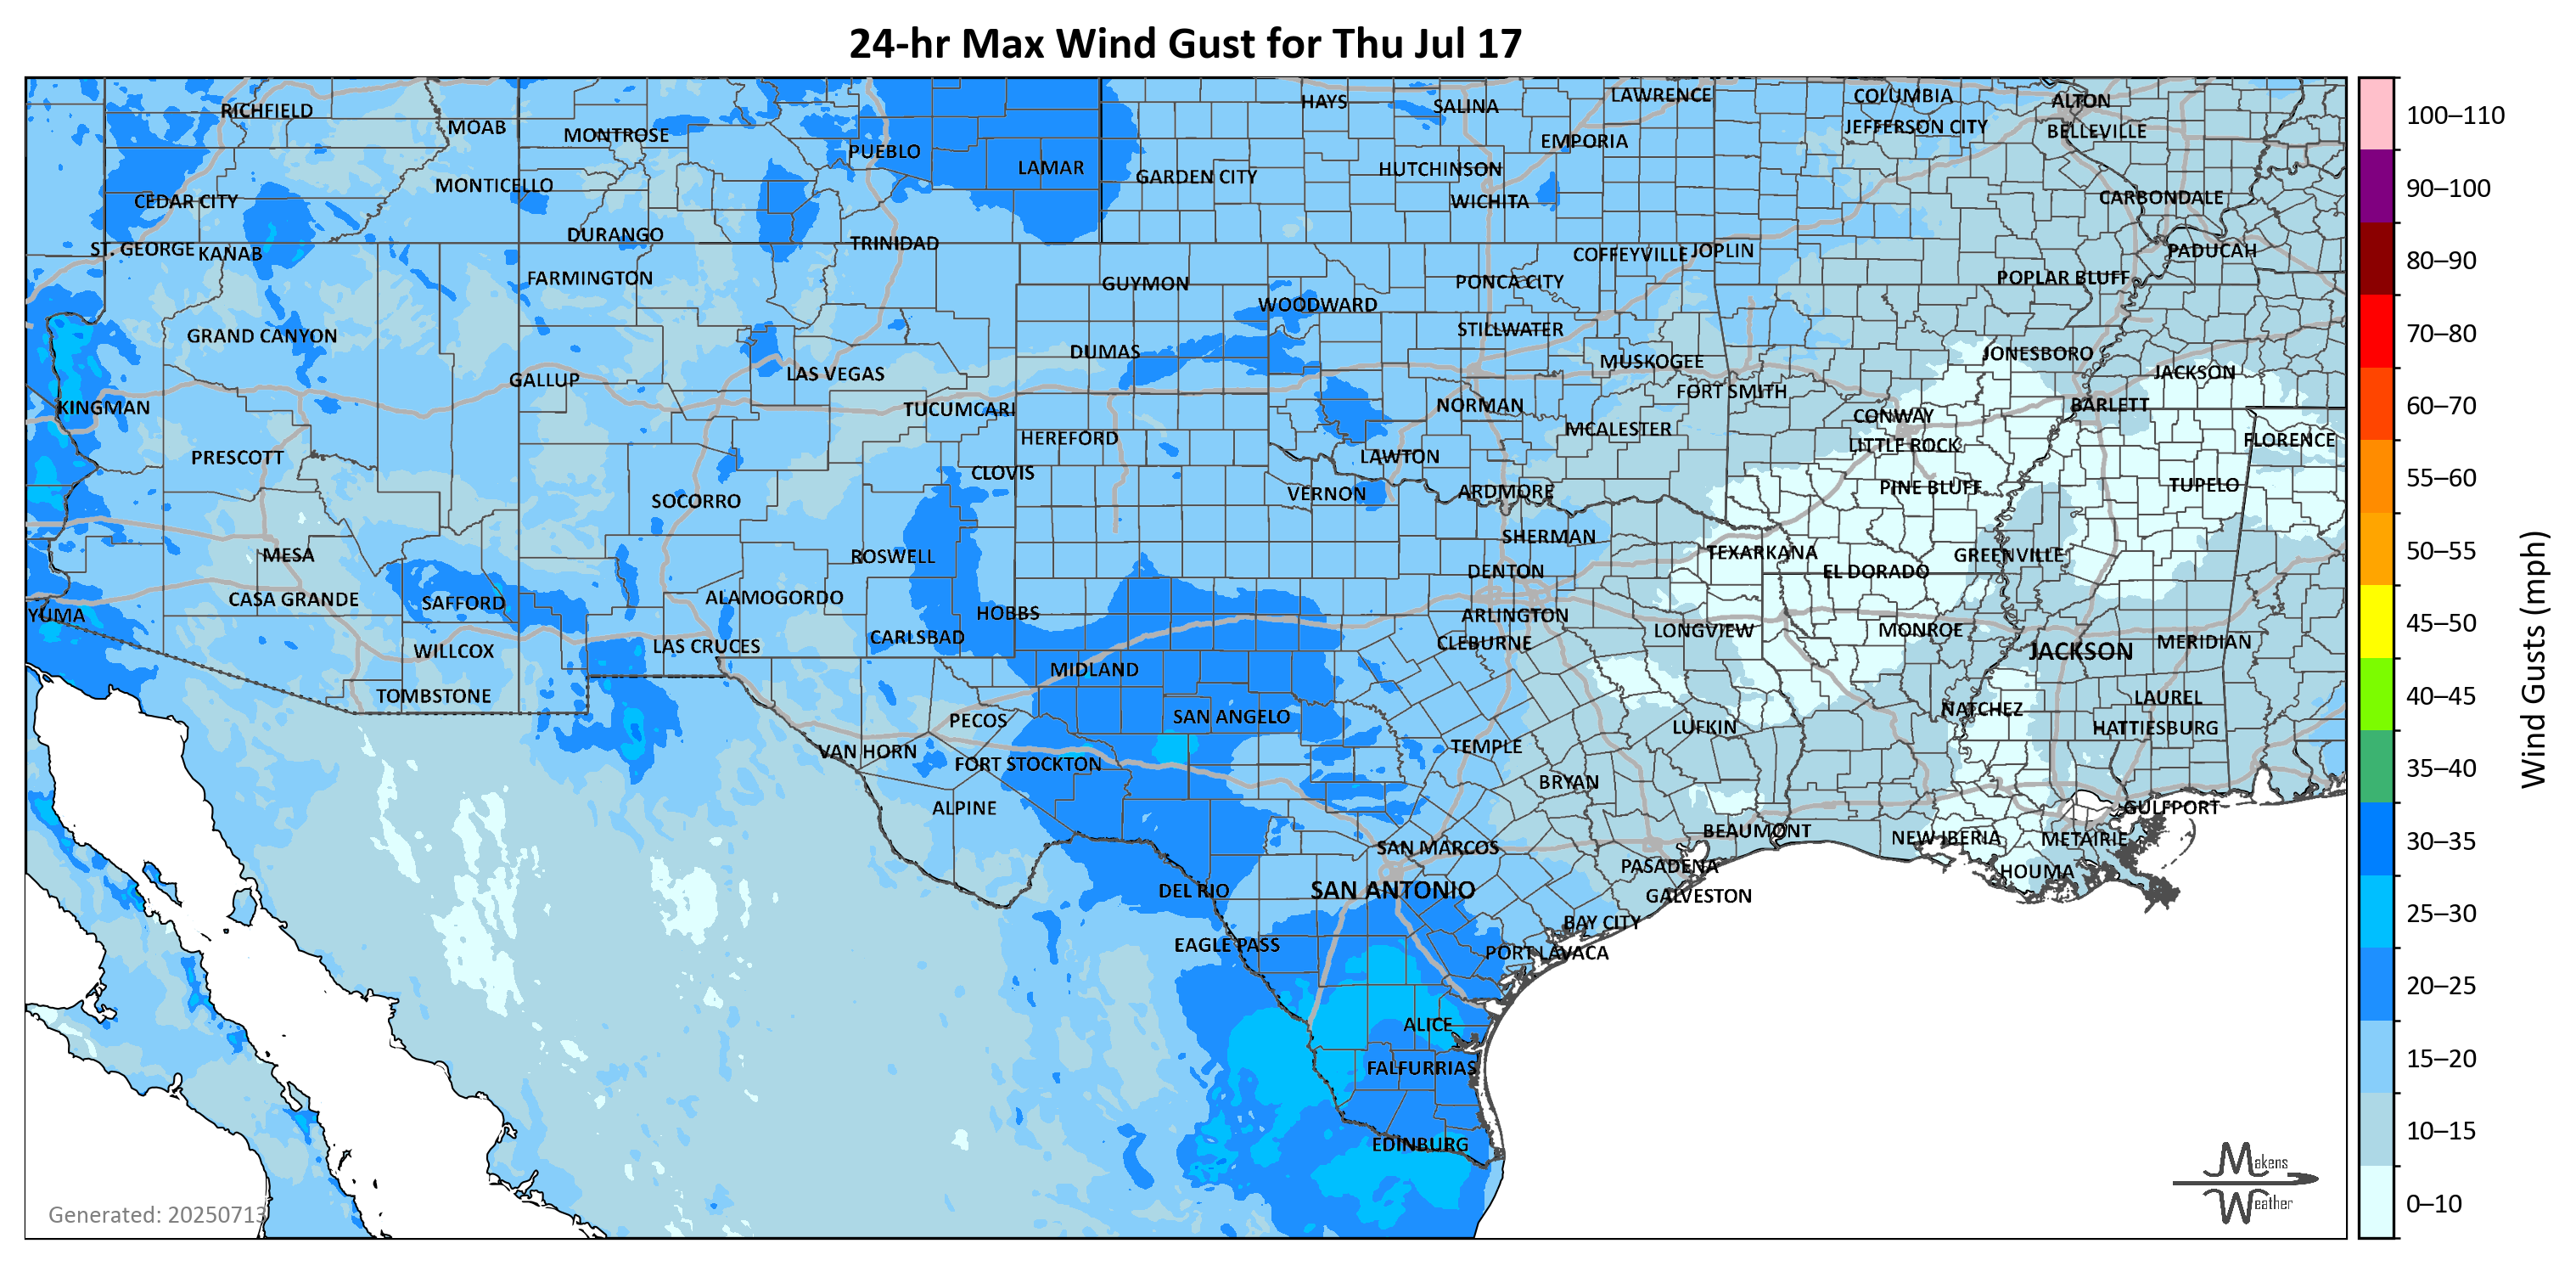 24-hr Max Wind Gust for Thu Jul 17
RICHFIELD
MOAB
MONTROSE
PUEBLO
LAMAR
HAYS
SALINA
LAWRENCE
COLUMBIA
JEFFERSON CITY
ALTON
BELLEVILLE
EMPORIA
GARDEN CITY
HUTCHINSON
WICHITA
MONTICELLO
CEDAR CITY
CARBONDALE
ST. GEORGE
KANAB
DURANGO
TRINIDAD
COFFEYVILLE
JOPLIN
PADUCAH
FARMINGTON
GUYMON
PONCA CITY
POPLAR BLUFF
WOODWARD
GRAND CANYON
STILLWATER
DUMAS
MUSKOGEE
JONESBORO
GALLUP
LAS VEGAS
JACKSON
FORT SMITH
KINGMAN
TUCUMCARI
NORMAN
CONWAY
BARLETT
HEREFORD
MCALESTER
LITTLE ROCK
FLORENCE
PRESCOTT
CLOVIS
LAWTON
SOCORRO
VERNON
ARDMORE
PINE BLUFF
TUPELO
MESA
ROSWELL
SHERMAN
TEXARKANA
GREENVILLE
DENTON
EL DORADO
CASA GRANDE
SAFFORD
ALAMOGORDO
HOBBS
ARLINGTON
YUMA
CARLSBAD
CLEBURNE
LONGVIEW
MONROE
WILLCOX
LAS CRUCES
JACKSON
MERIDIAN
MIDLAND
TOMBSTONE
LAUREL
PECOS
SAN ANGELO
NATCHEZ
LUFKIN
HATTIESBURG
VAN HORN
TEMPLE
FORT STOCKTON
BRYAN
ALPINE
GULFPORT
BEAUMONT
NEW IBERIA
METAIRIE
SAN MARCOS
PASADENA
HOUMA
DEL RIO
SAN ANTONIO
GALVESTON
BAY CITY
EAGLE PASS
PORT LAVACA
ALICE
FALFURRIAS
EDINBURG
Generated: 20250713
Makens
Weather
100–110
90–100
80–90
70–80
60–70
55–60
50–55
45–50
40–45
35–40
30–35
25–30
20–25
15–20
10–15
0–10
Wind Gusts (mph)